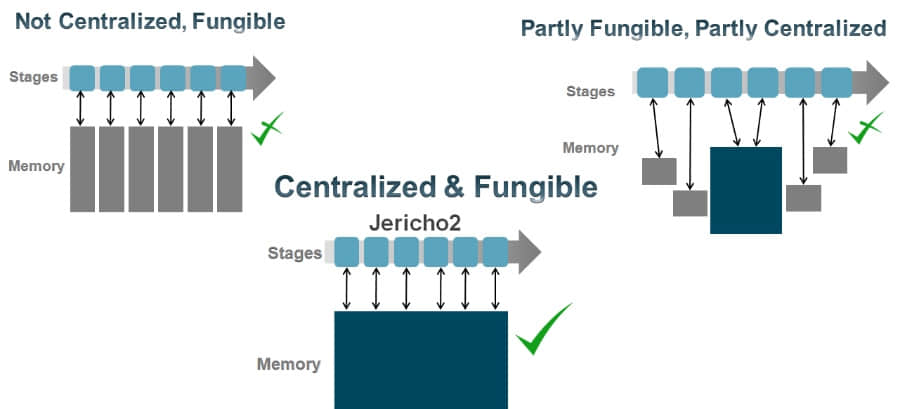 Not Centralized, Fungible
Stages
Memory
Partly Fungible, Partly Centralized
Stages
Memory
Centralized & Fungible
Jericho2
Stages
Memory